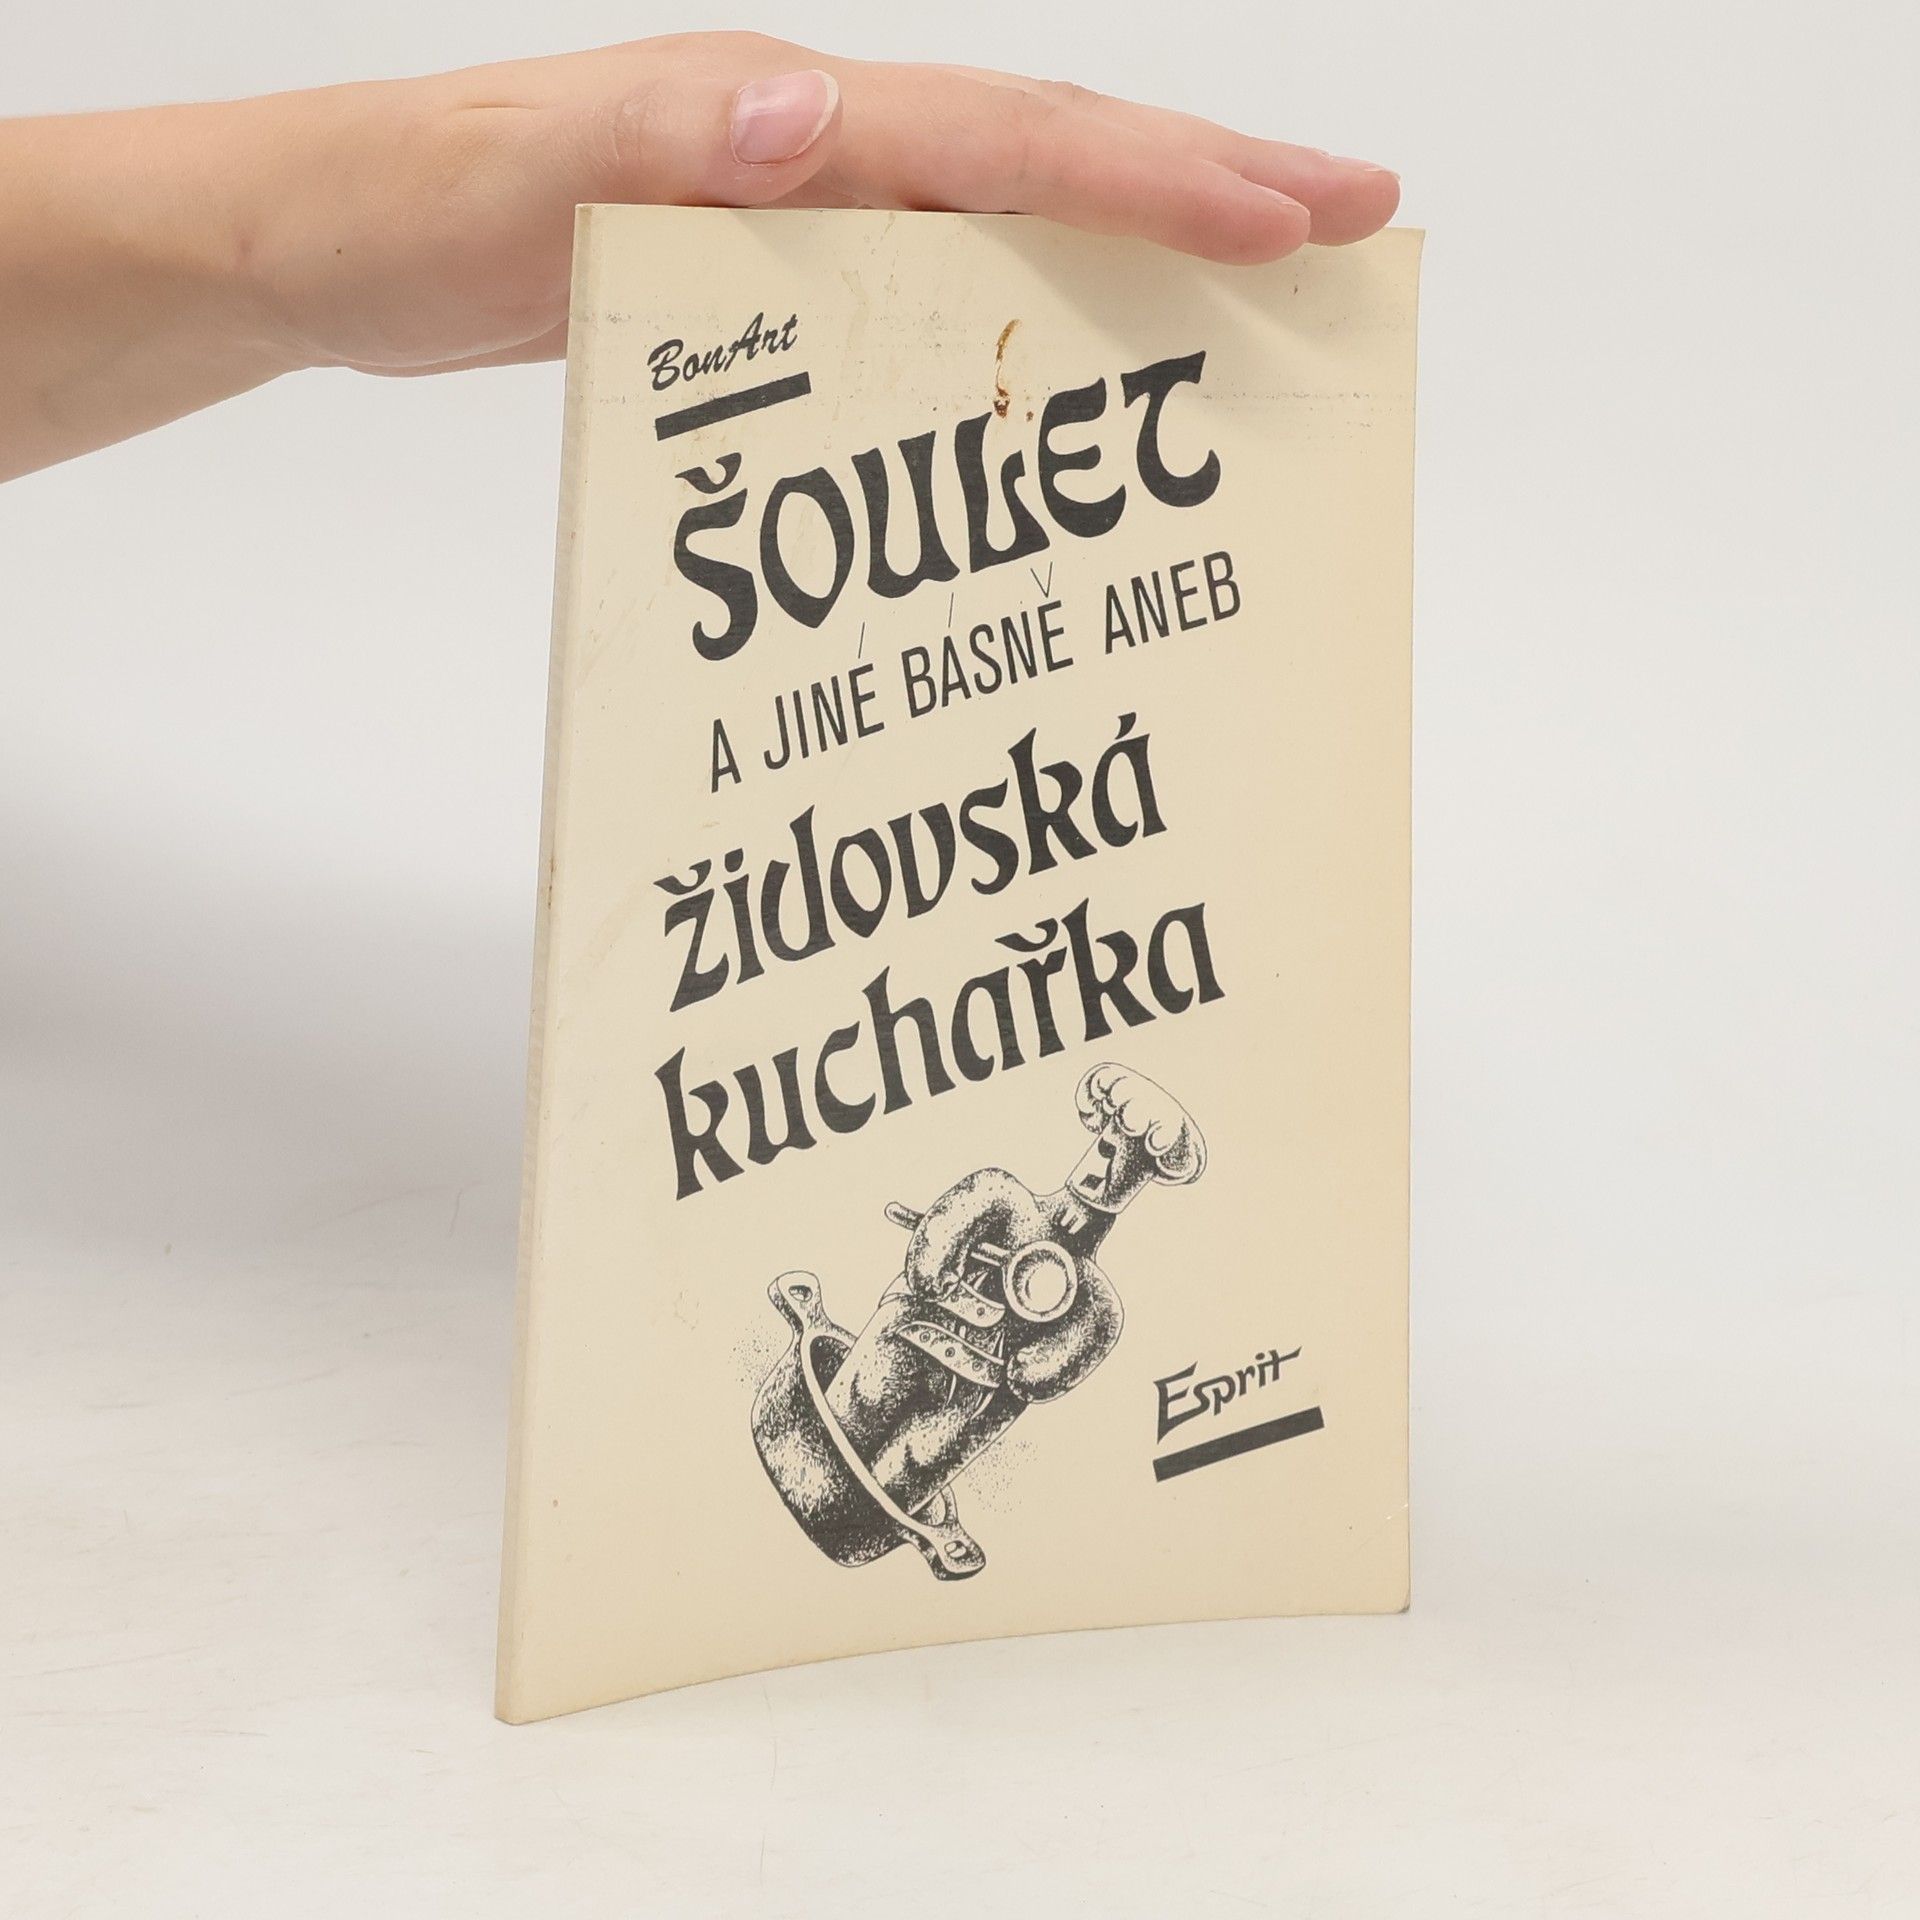 BonArt
ŠOULET
A JINÉ BÁSNĚ ANEB
židovská
kuchařka
Esprit